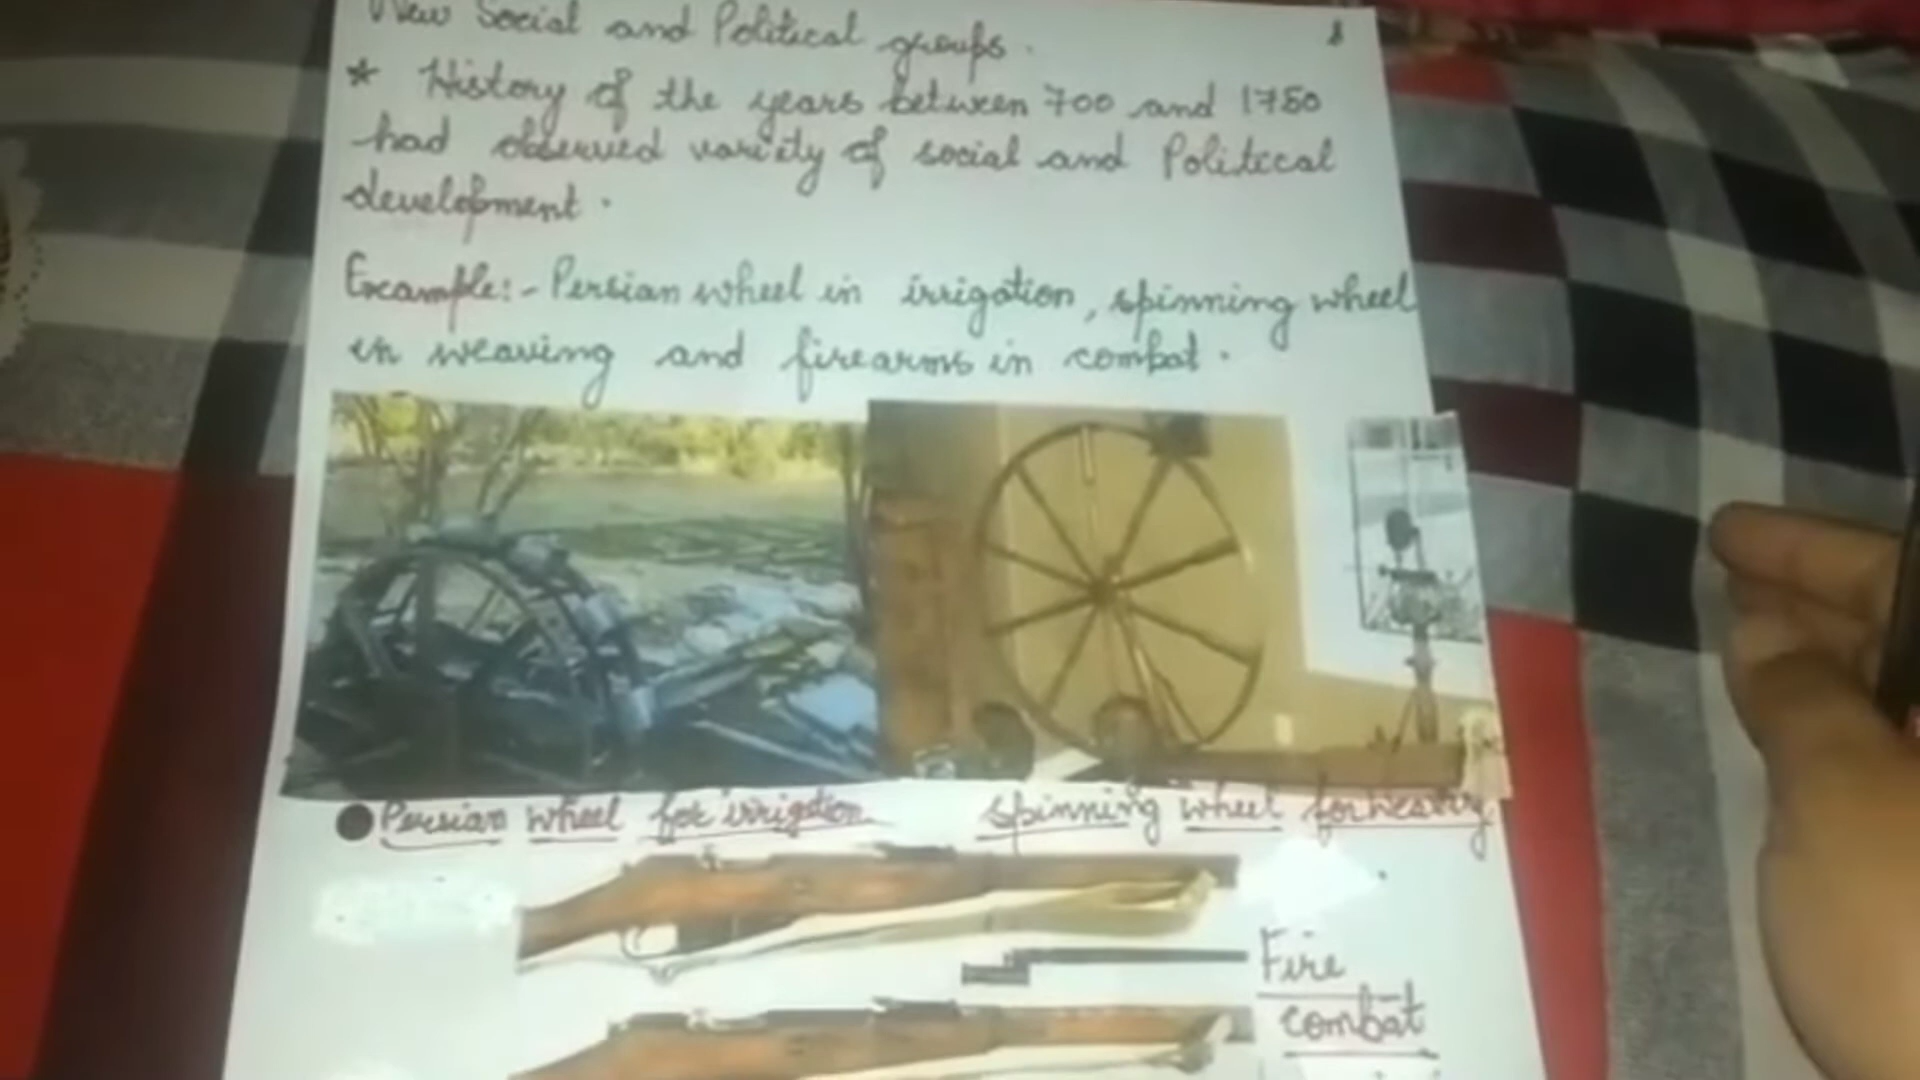 New Social and Political groups.
* History of the years between 700 and 1750
had observed variety of social and Political
development.
Example:- Persian wheel in irrigation, spinning wheel
in weaving and firearms in combat.
Persian wheel for irrigation spinning wheel for
Fire
combat